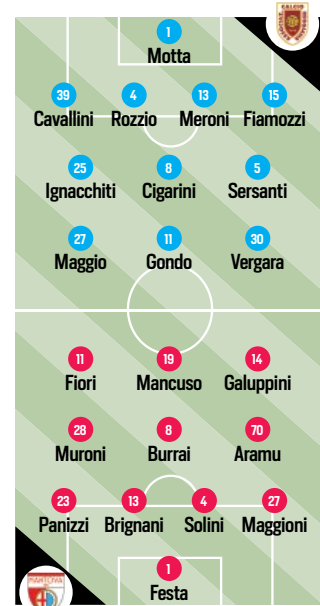 1
Motta
39 4 13 15
Cavallini Rozzio Meroni Fiamozzi
25 8 5
Ignacchiti Cigarini Sersanti
27 11 30
Maggio Gondo Vergara
11 19 14
Fiori Mancuso Galuppini
28 8 70
Muroni Burrai Aramu
23 13 4 27
Panizzi Brignani Solini Maggioni
1
Festa
MANTOVA